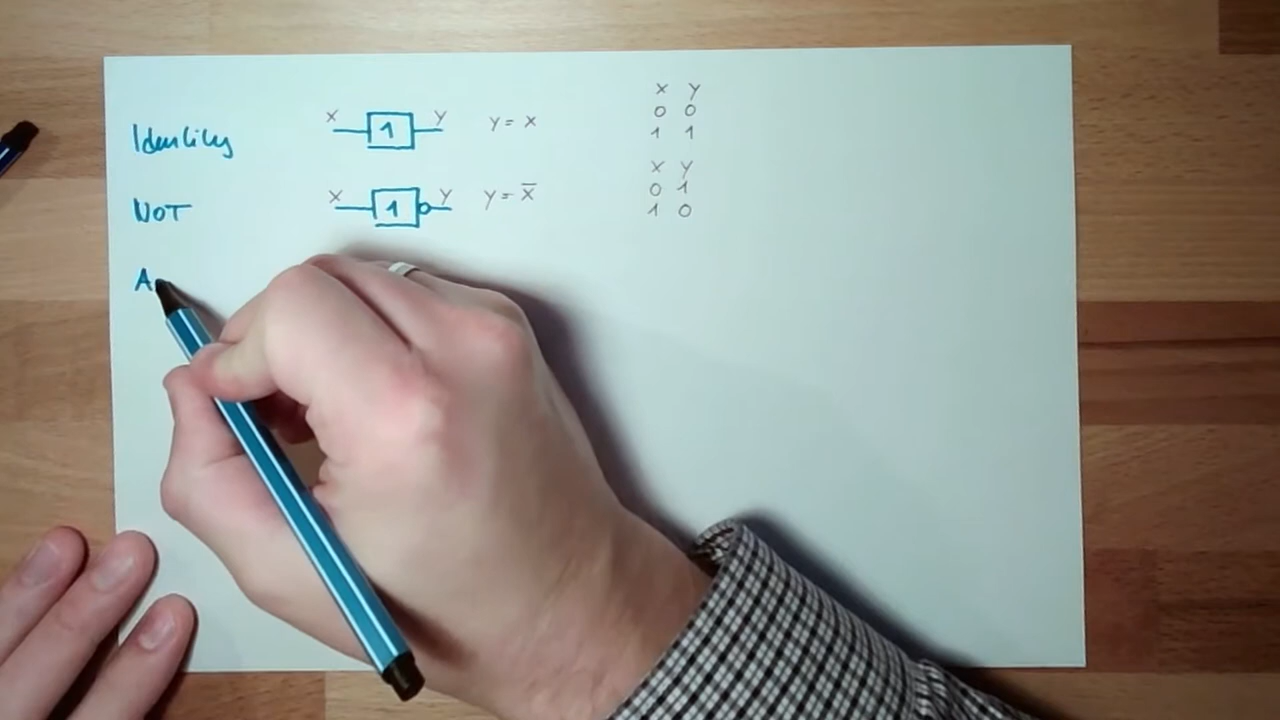 x y
Identity x 1 y y = x 0 0
1 1
x y
NOT x 1 y y = x̅ 0 1
1 0
A